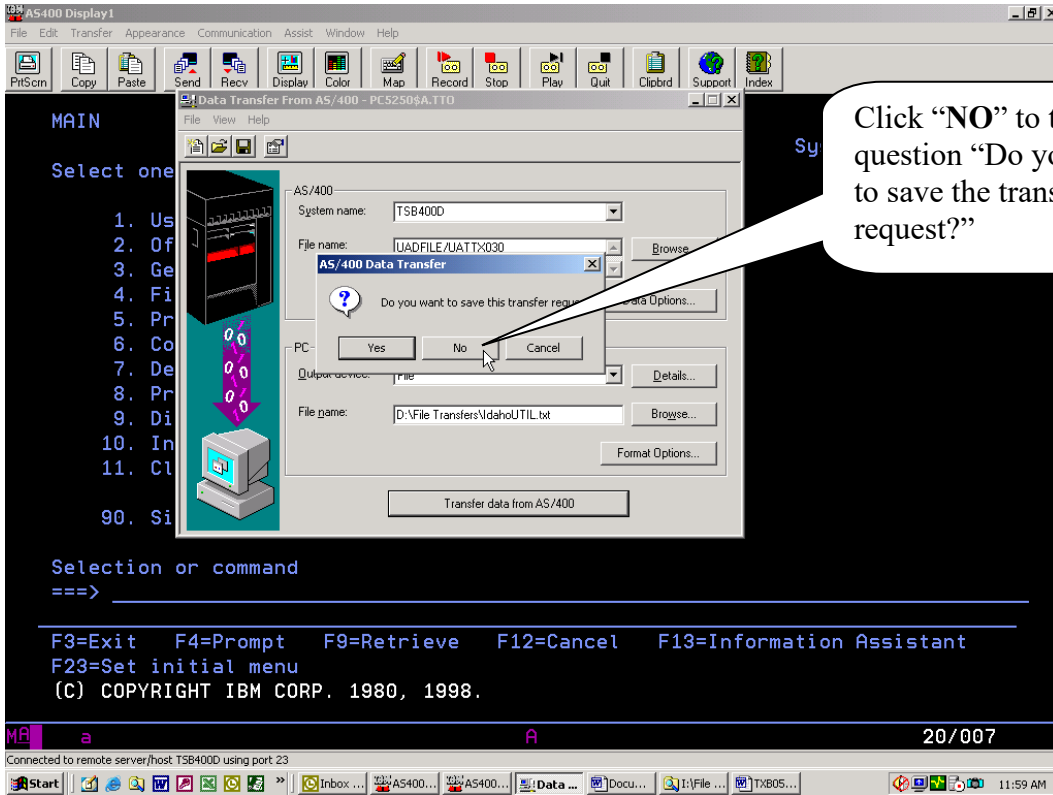 AS400 Display1
File Edit Transfer Appearance Communication Assist Window Help
PrtScrn Copy Paste Send Recv Display Color Map Record Stop Play Quit Clipbrd Support Index
Data Transfer From AS/400 - PC5250$A.TTO
File View Help
MAIN
Sy
Select one
1. Us
2. Of
3. Ge
4. Fi
5. Pr
6. Co
7. De
8. Pr
9. Di
10. In
11. Cl
90. Si
AS/400
System name: TSB400D
File name: UADFILE/UATTX030 Browse...
Data Options...
AS/400 Data Transfer
Do you want to save this transfer reque
Yes No Cancel
PC
Output device: File Details...
File name: D:\File Transfers\IdahoUTIL.txt Browse...
Format Options...
Transfer data from AS/400
Click “NO” to t
question “Do yo
to save the trans
request?”
Selection or command
===>
F3=Exit F4=Prompt F9=Retrieve F12=Cancel F13=Information Assistant
F23=Set initial menu
(C) COPYRIGHT IBM CORP. 1980, 1998.
MA a A 20/007
Connected to remote server/host TSB400D using port 23
Start » Inbox ... AS400... AS400... Data ... Docu... I:\File ... TXB05... 11:59 AM